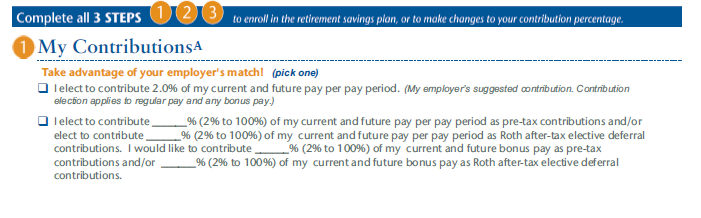 Complete all 3 STEPS 1 2 3 to enroll in the retirement savings plan, or to make changes to your contribution percentage.
1 My Contributions^A
Take advantage of your employer's match! (pick one)
❑ I elect to contribute 2.0% of my current and future pay per pay period. (My employer's suggested contribution. Contribution
election applies to regular pay and any bonus pay.)
❑ I elect to contribute ______% (2% to 100%) of my current and future pay per pay period as pre-tax contributions and/or
elect to contribute ______% (2% to 100%) of my current and future pay per pay period as Roth after-tax elective deferral
contributions. I would like to contribute ______% (2% to 100%) of my current and future bonus pay as pre-tax
contributions and/or ______% (2% to 100%) of my current and future bonus pay as Roth after-tax elective deferral
contributions.